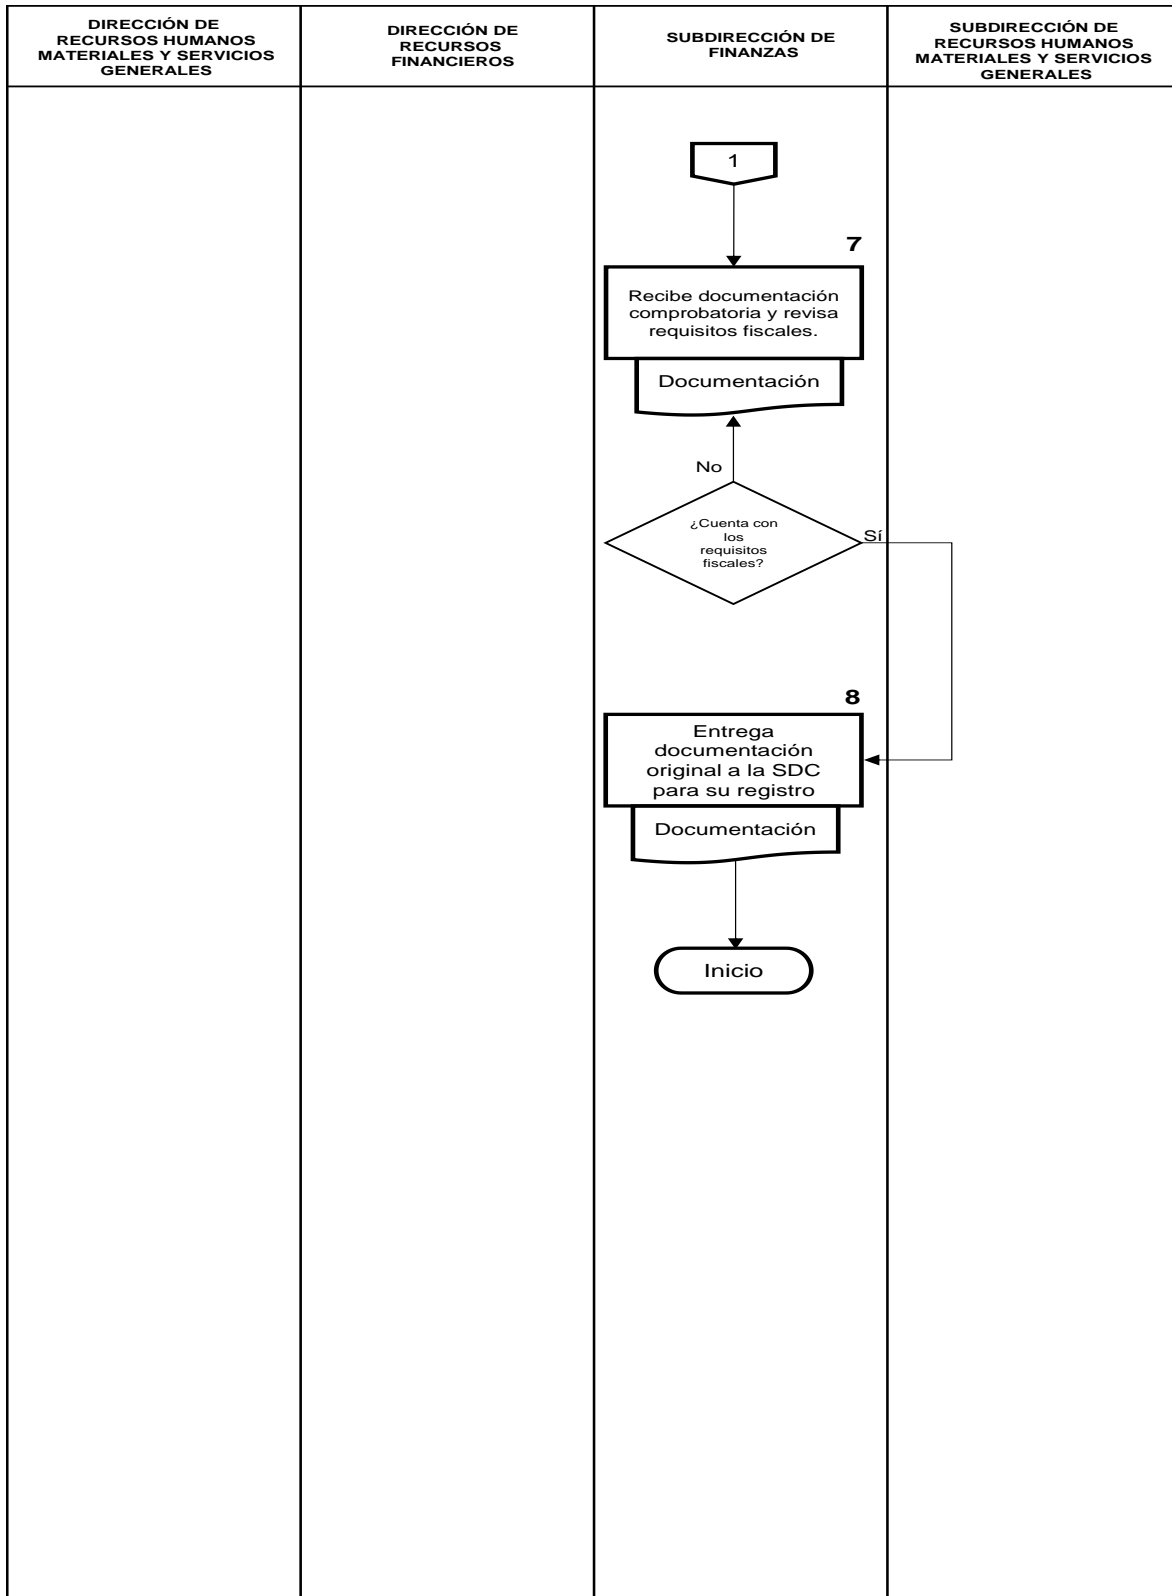 DIRECCIÓN DE
RECURSOS HUMANOS
MATERIALES Y SERVICIOS
GENERALES
DIRECCIÓN DE
RECURSOS
FINANCIEROS
SUBDIRECCIÓN DE
FINANZAS
SUBDIRECCIÓN DE
RECURSOS HUMANOS
MATERIALES Y SERVICIOS
GENERALES
1
7
Recibe documentación
comprobatoria y revisa
requisitos fiscales.
Documentación
No
¿Cuenta con
los
requisitos
fiscales?
Sí
8
Entrega
documentación
original a la SDC
para su registro
Documentación
Inicio